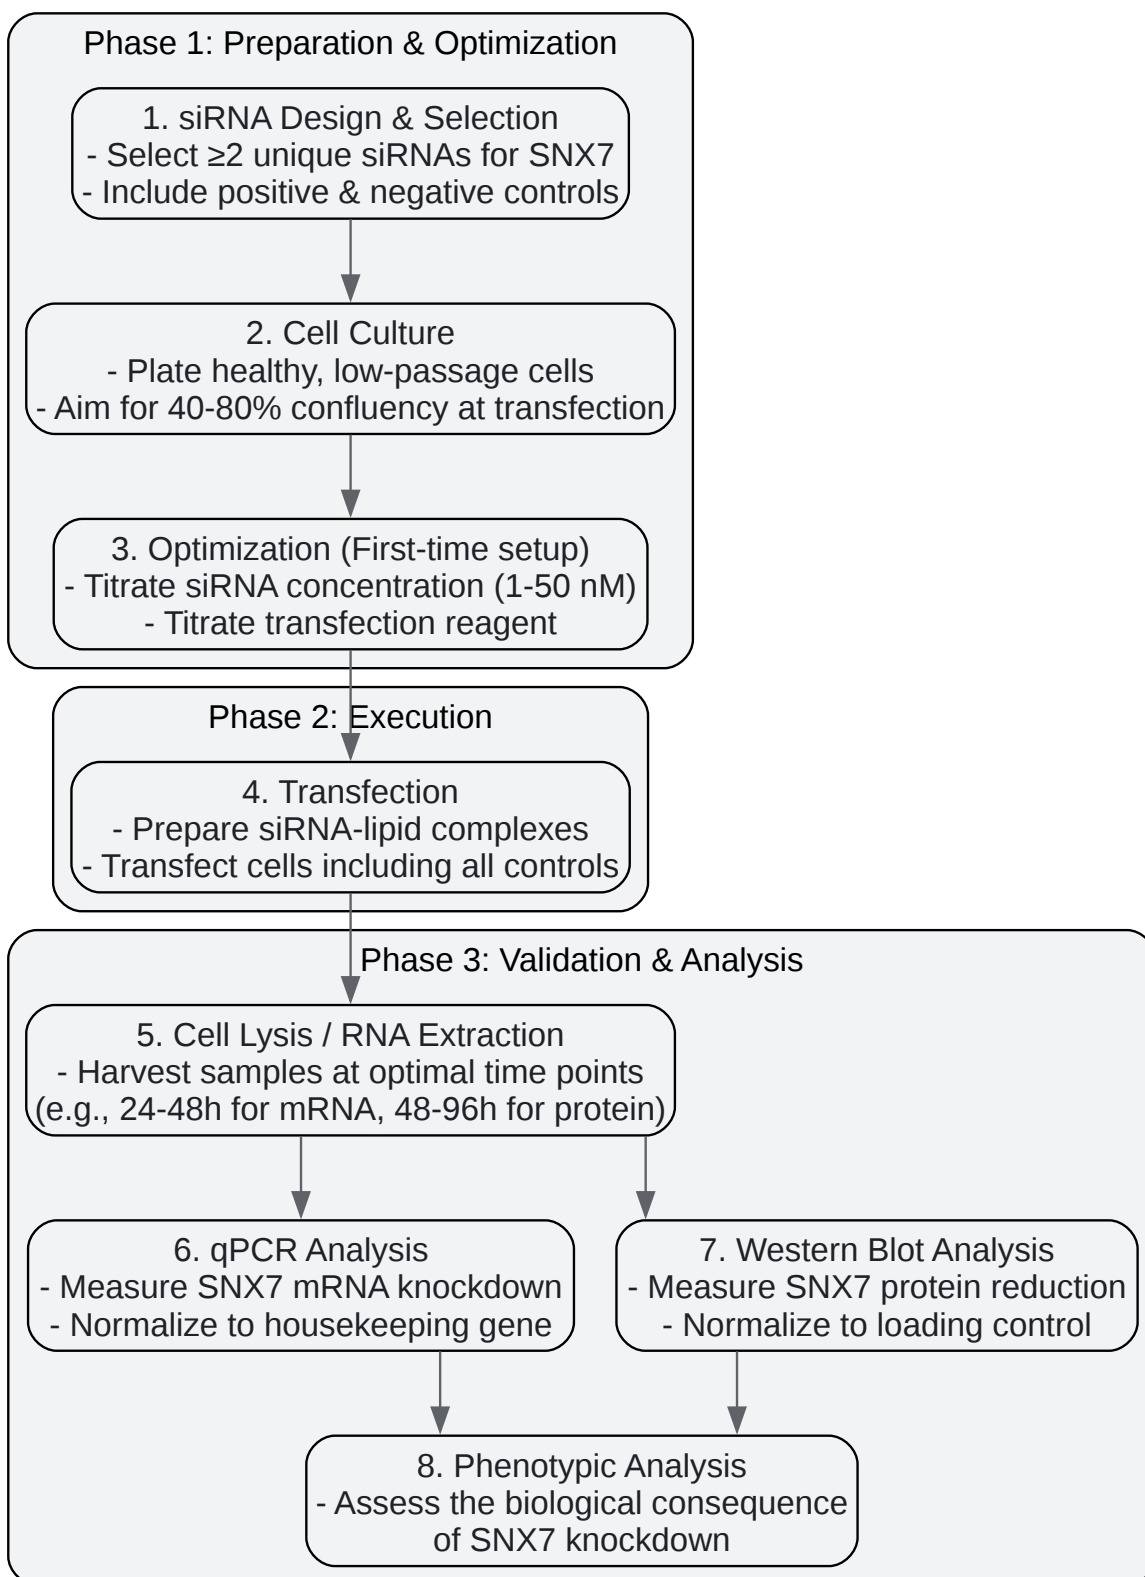 Phase 1: Preparation & Optimization
1. siRNA Design & Selection
- Select ≥2 unique siRNAs for SNX7
- Include positive & negative controls
2. Cell Culture
- Plate healthy, low-passage cells
- Aim for 40-80% confluency at transfection
3. Optimization (First-time setup)
- Titrate siRNA concentration (1-50 nM)
- Titrate transfection reagent
Phase 2: Execution
4. Transfection
- Prepare siRNA-lipid complexes
- Transfect cells including all controls
Phase 3: Validation & Analysis
5. Cell Lysis / RNA Extraction
- Harvest samples at optimal time points
(e.g., 24-48h for mRNA, 48-96h for protein)
6. qPCR Analysis
- Measure SNX7 mRNA knockdown
- Normalize to housekeeping gene
7. Western Blot Analysis
- Measure SNX7 protein reduction
- Normalize to loading control
8. Phenotypic Analysis
- Assess the biological consequence
of SNX7 knockdown